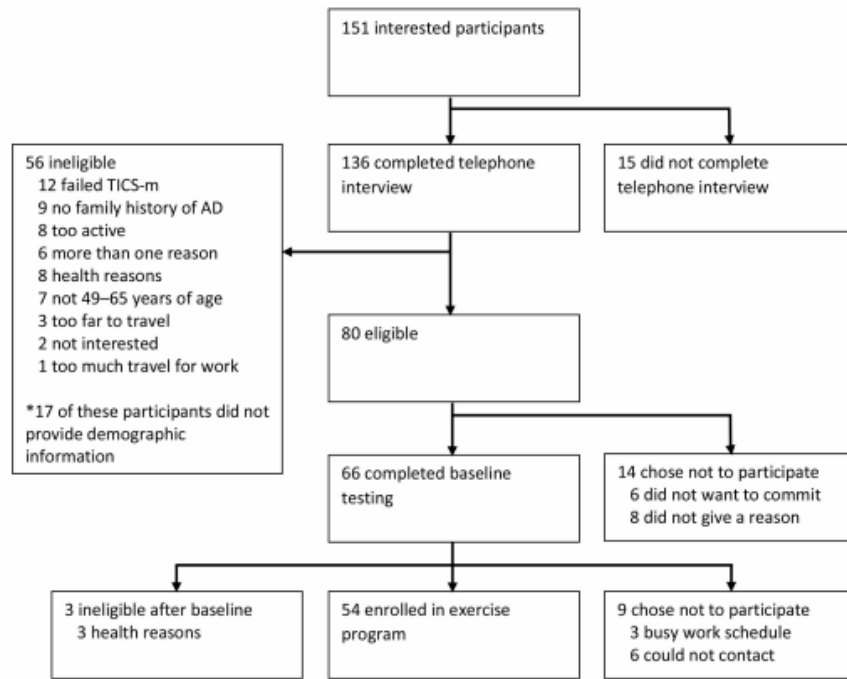 151 interested participants
136 completed telephone
interview
15 did not complete
telephone interview
56 ineligible
12 failed TICS-m
9 no family history of AD
8 too active
6 more than one reason
8 health reasons
7 not 49–65 years of age
3 too far to travel
2 not interested
1 too much travel for work
*17 of these participants did not
provide demographic
information
80 eligible
66 completed baseline
testing
14 chose not to participate
6 did not want to commit
8 did not give a reason
3 ineligible after baseline
3 health reasons
54 enrolled in exercise
program
9 chose not to participate
3 busy work schedule
6 could not contact